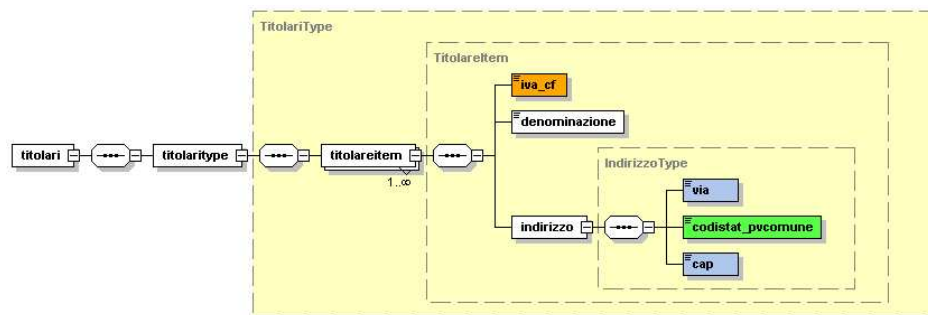 TitolariType
TitolareItem
iva_cf
denominazione
titolari
titolaritype
titolareitem
1..∞
IndirizzoType
via
indirizzo
codistat_pvcomune
cap